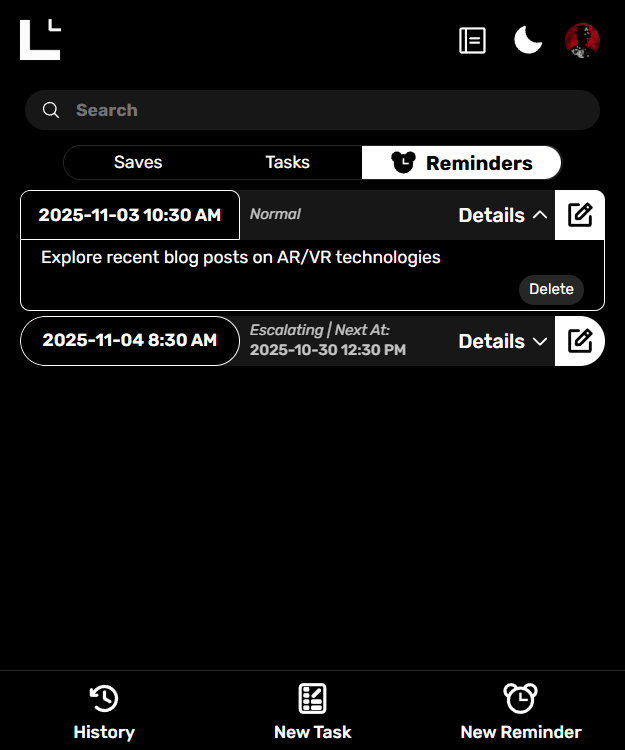 Search
Saves
Tasks
Reminders
2025-11-03 10:30 AM
Normal
Details
Explore recent blog posts on AR/VR technologies
Delete
2025-11-04 8:30 AM
Escalating | Next At:
2025-10-30 12:30 PM
Details
History
New Task
New Reminder